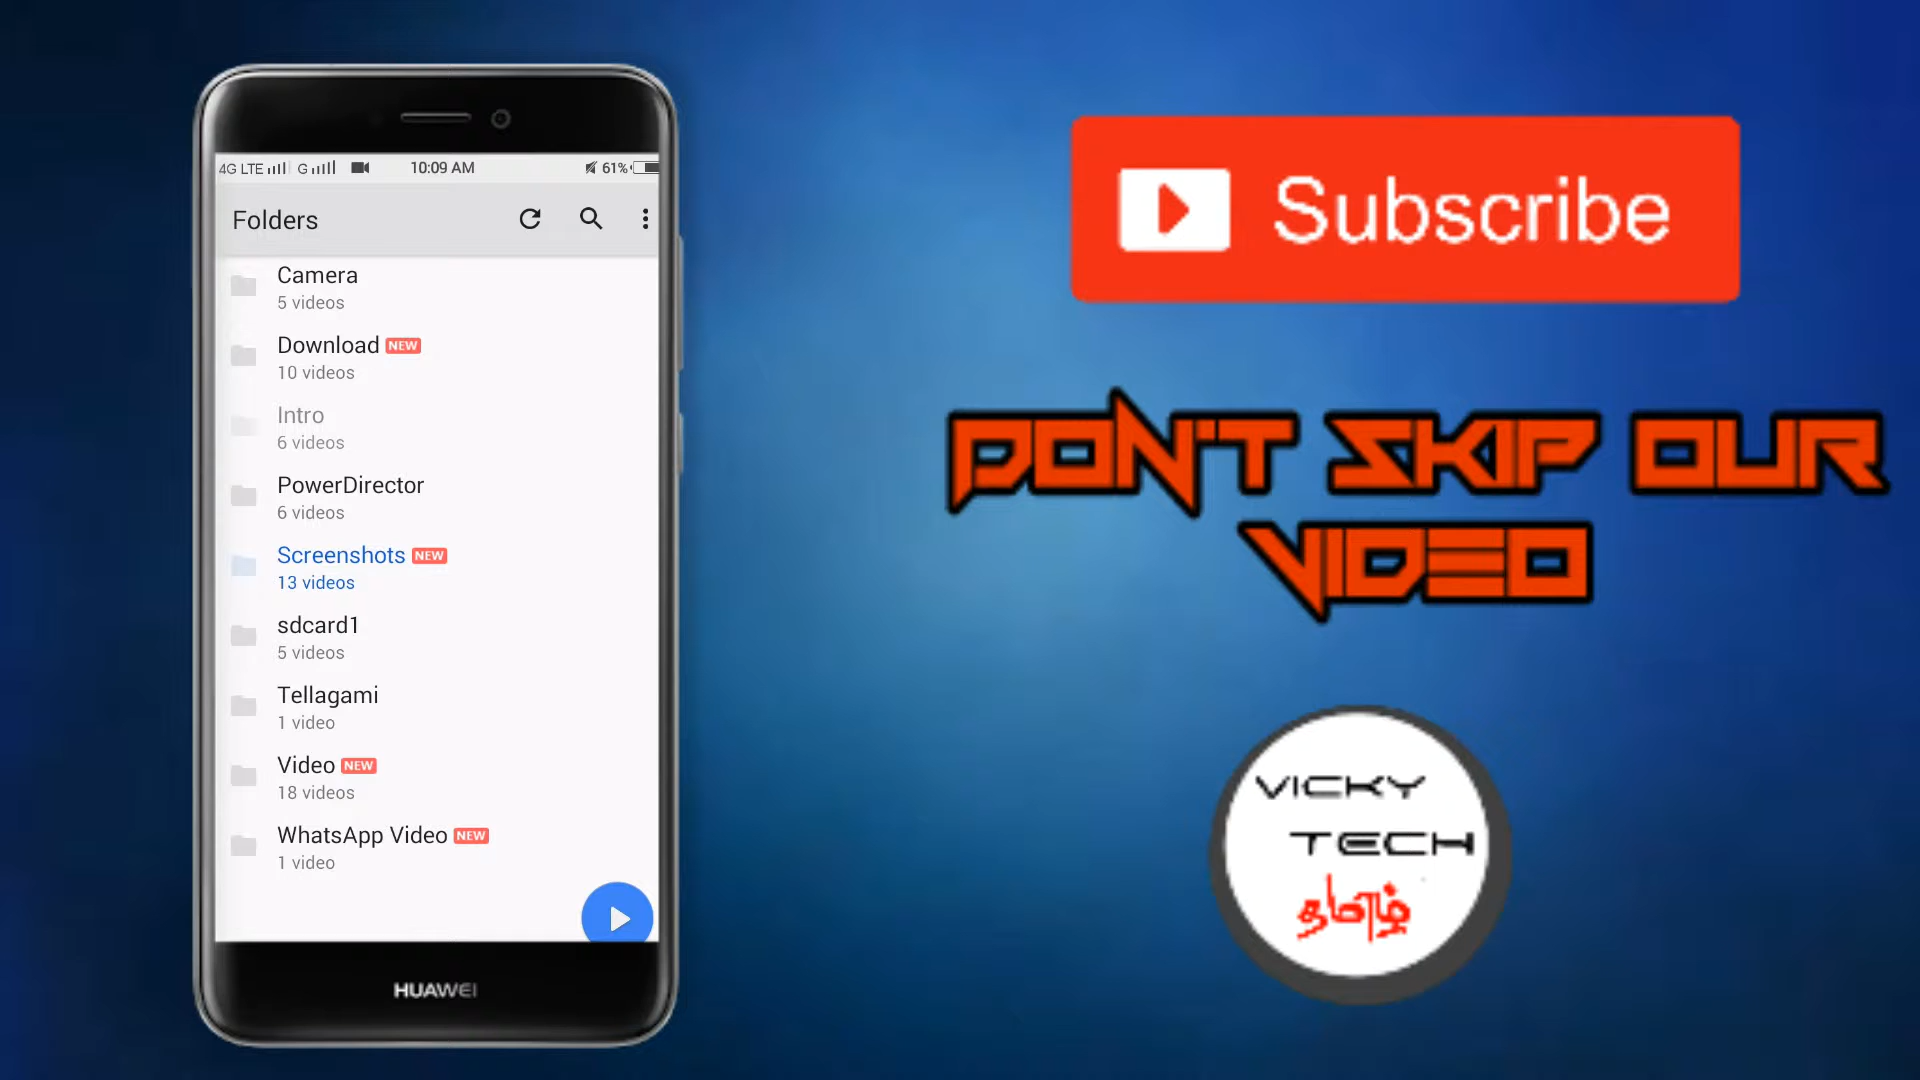 4G LTE G 10:09 AM 61%
Folders
Camera
5 videos
Download NEW
10 videos
Intro
6 videos
PowerDirector
6 videos
Screenshots NEW
13 videos
sdcard1
5 videos
Tellagami
1 video
Video NEW
18 videos
WhatsApp Video NEW
1 video
HUAWEI
Subscribe
DON'T SKIP OUR
VIDEO
VICKY
TECH
தமிழ்